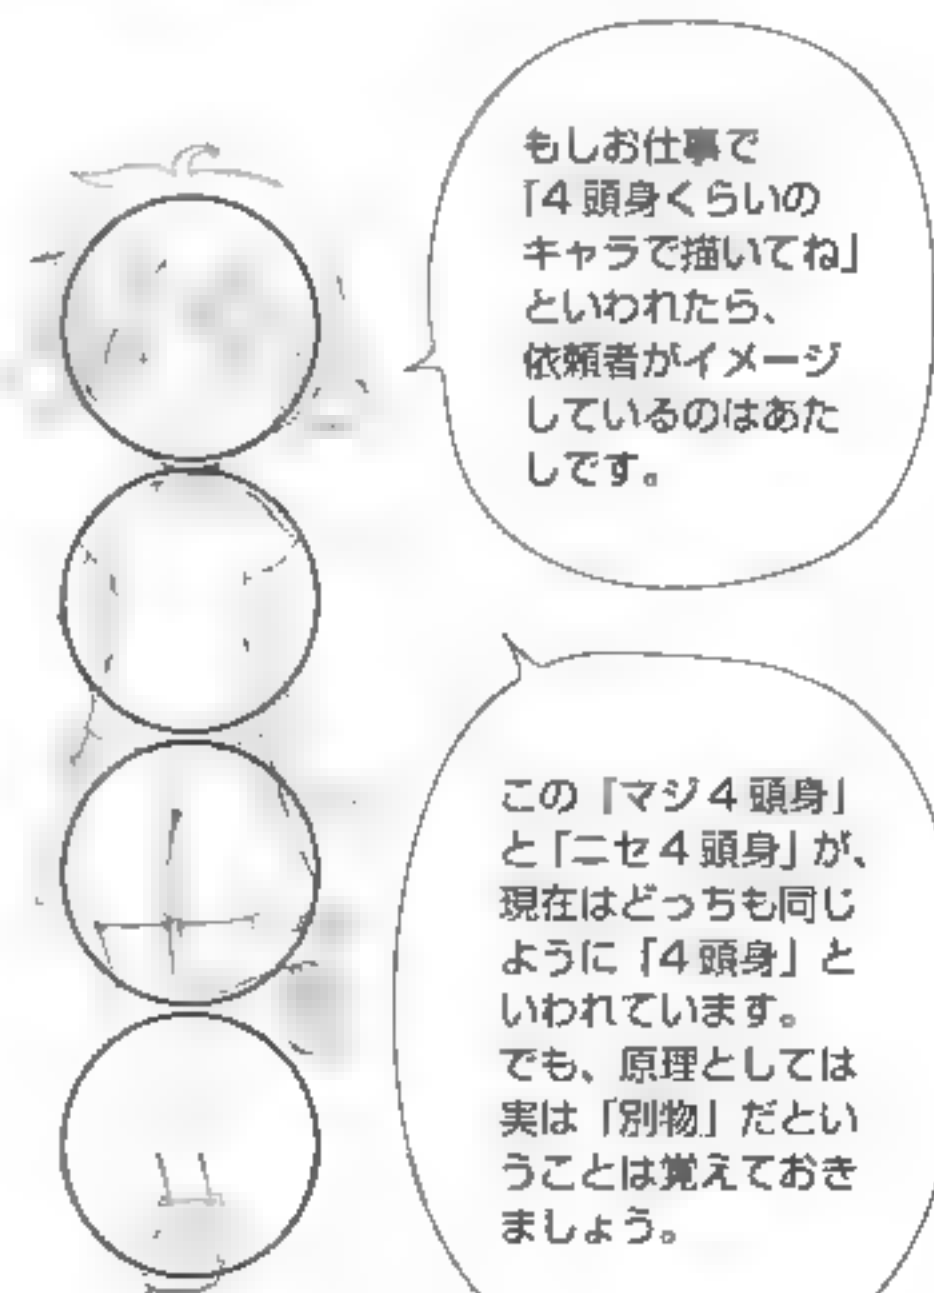 もしお仕事で
「4頭身くらいの
キャラで描いてね」
といわれたら、
依頼者がイメージ
しているのはあた
しです。
この「マジ4頭身」
と「ニセ4頭身」が、
現在はどっちも同じ
ように「4頭身」と
いわれています。
でも、原理としては
実は「別物」だとい
うことは覚えておき
ましょう。